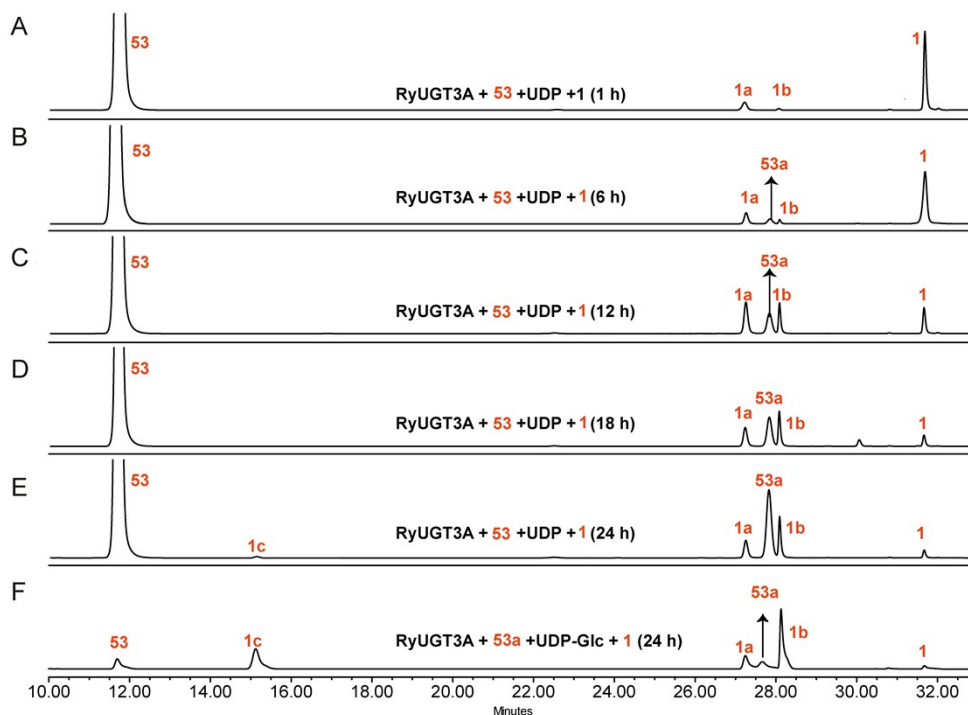 A
53
RyUGT3A + 53 +UDP +1 (1 h)
1a
1b
1
B
53
RyUGT3A + 53 +UDP + 1 (6 h)
1a
53a
1b
1
C
53
RyUGT3A + 53 +UDP + 1 (12 h)
1a
53a
1b
1
D
53
RyUGT3A + 53 +UDP + 1 (18 h)
1a
53a
1b
1
E
53
1c
RyUGT3A + 53 +UDP + 1 (24 h)
1a
53a
1b
1
F
53
1c
RyUGT3A + 53a +UDP-Glc + 1 (24 h)
1a
53a
1b
1
10.00 12.00 14.00 16.00 18.00 20.00 22.00 24.00 26.00 28.00 30.00 32.00
Minutes